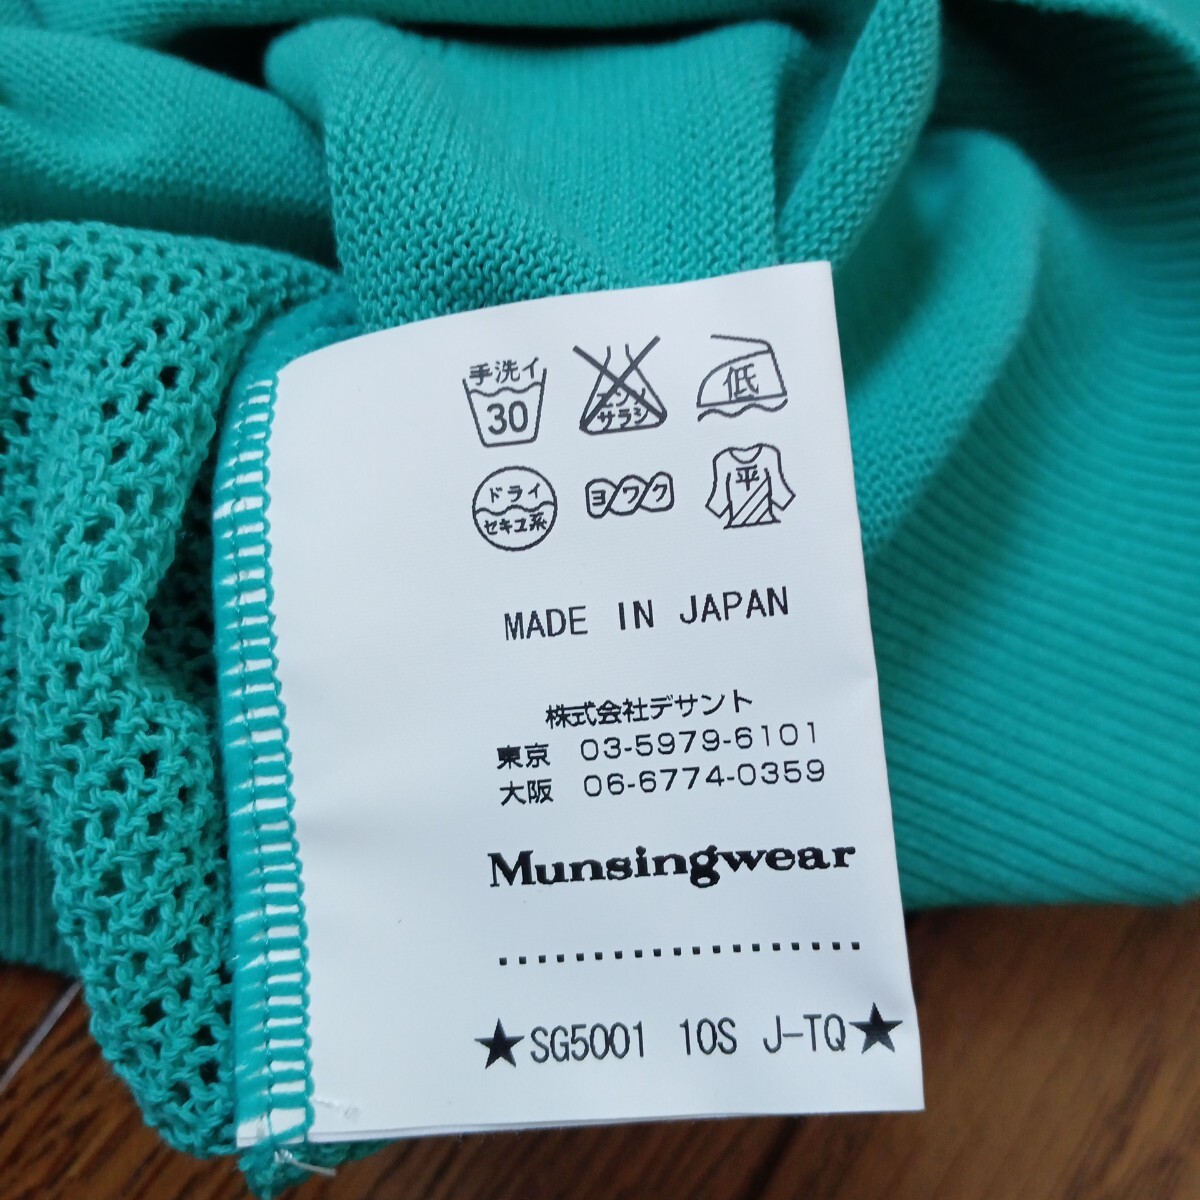 手洗イ
30
エンソ
サラシ
低
ドライ
セキユ系
ヨワク
平
MADE IN JAPAN
株式会社デサント
東京 03-5979-6101
大阪 06-6774-0359
Munsingwear
★SG5001 10S J-TQ★